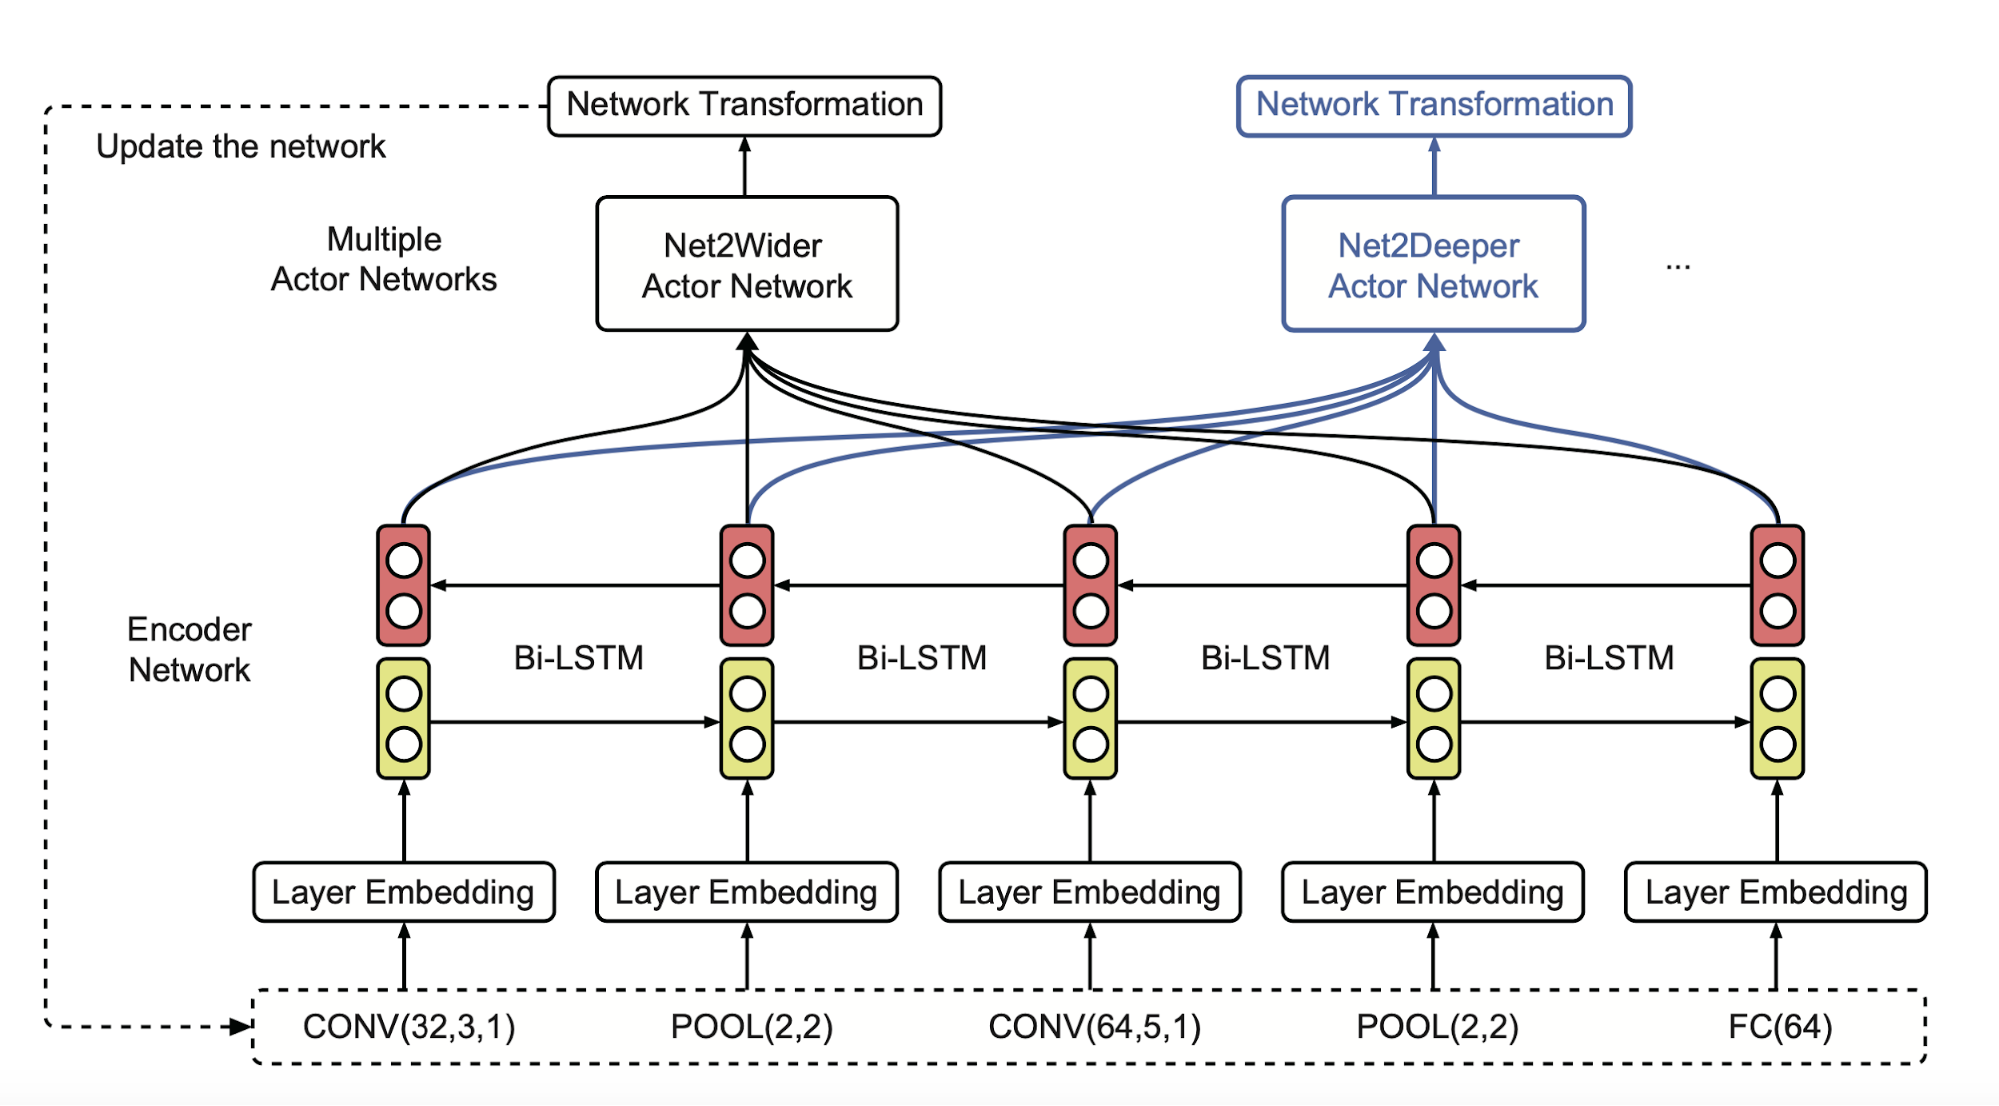 Network Transformation
Network Transformation
Update the network
Multiple
Actor Networks
Net2Wider
Actor Network
Net2Deeper
Actor Network
...
Encoder
Network
Bi-LSTM
Bi-LSTM
Bi-LSTM
Bi-LSTM
Layer Embedding
Layer Embedding
Layer Embedding
Layer Embedding
Layer Embedding
CONV(32,3,1)
POOL(2,2)
CONV(64,5,1)
POOL(2,2)
FC(64)